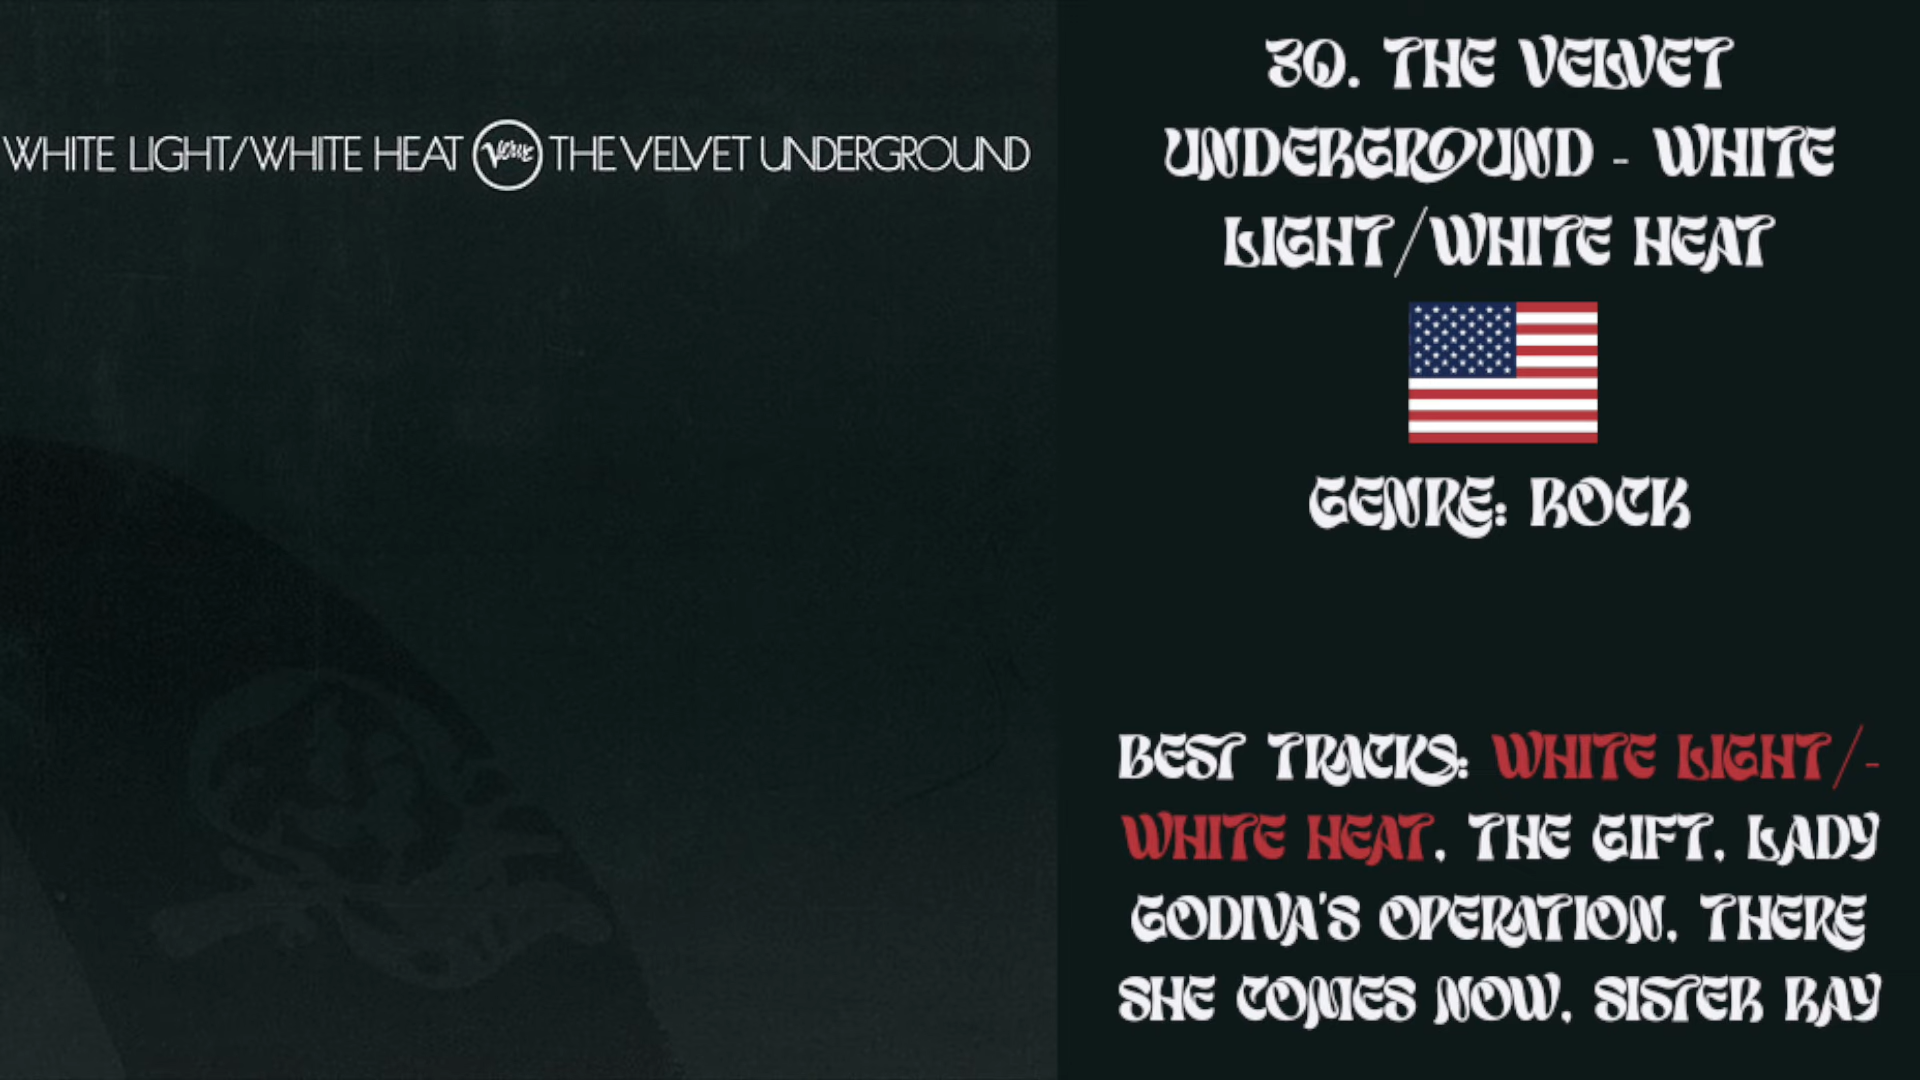 WHITE LIGHT/WHITE HEAT Verve THE VELVET UNDERGROUND
30. THE VELVET
UNDERGROUND - WHITE
LIGHT/WHITE HEAT
GENRE: ROCK
BEST TRACKS: WHITE LIGHT/-
WHITE HEAT, THE GIFT, LADY
GODIVA'S OPERATION, THERE
SHE COMES NOW, SISTER RAY